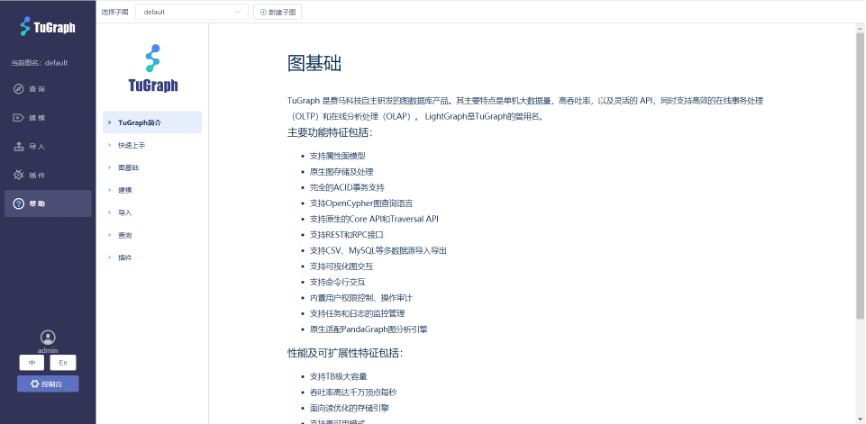 TuGraph
当前图名：default
查询
建模
导入
插件
帮助
admin
中
En
控制台
选择子图
default
新建子图
TuGraph
TuGraph简介
快速上手
图基础
建模
导入
查询
插件
图基础
TuGraph 是费马科技自主研发的图数据库产品。其主要特点是单机大数据量，高吞吐率，以及灵活的 API，同时支持高效的在线事务处理
（OLTP）和在线分析处理（OLAP）。 LightGraph是TuGraph的曾用名。
主要功能特征包括：
支持属性图模型
原生图存储及处理
完全的ACID事务支持
支持OpenCypher图查询语言
支持原生的Core API和Traversal API
支持REST和RPC接口
支持CSV、MySQL等多数据源导入导出
支持可视化图交互
支持命令行交互
内置用户权限控制、操作审计
支持任务和日志的监控管理
原生适配PandaGraph图分析引擎
性能及可扩展性特征包括：
支持TB级大容量
吞吐率高达千万顶点每秒
面向读优化的存储引擎
支持高可用模式